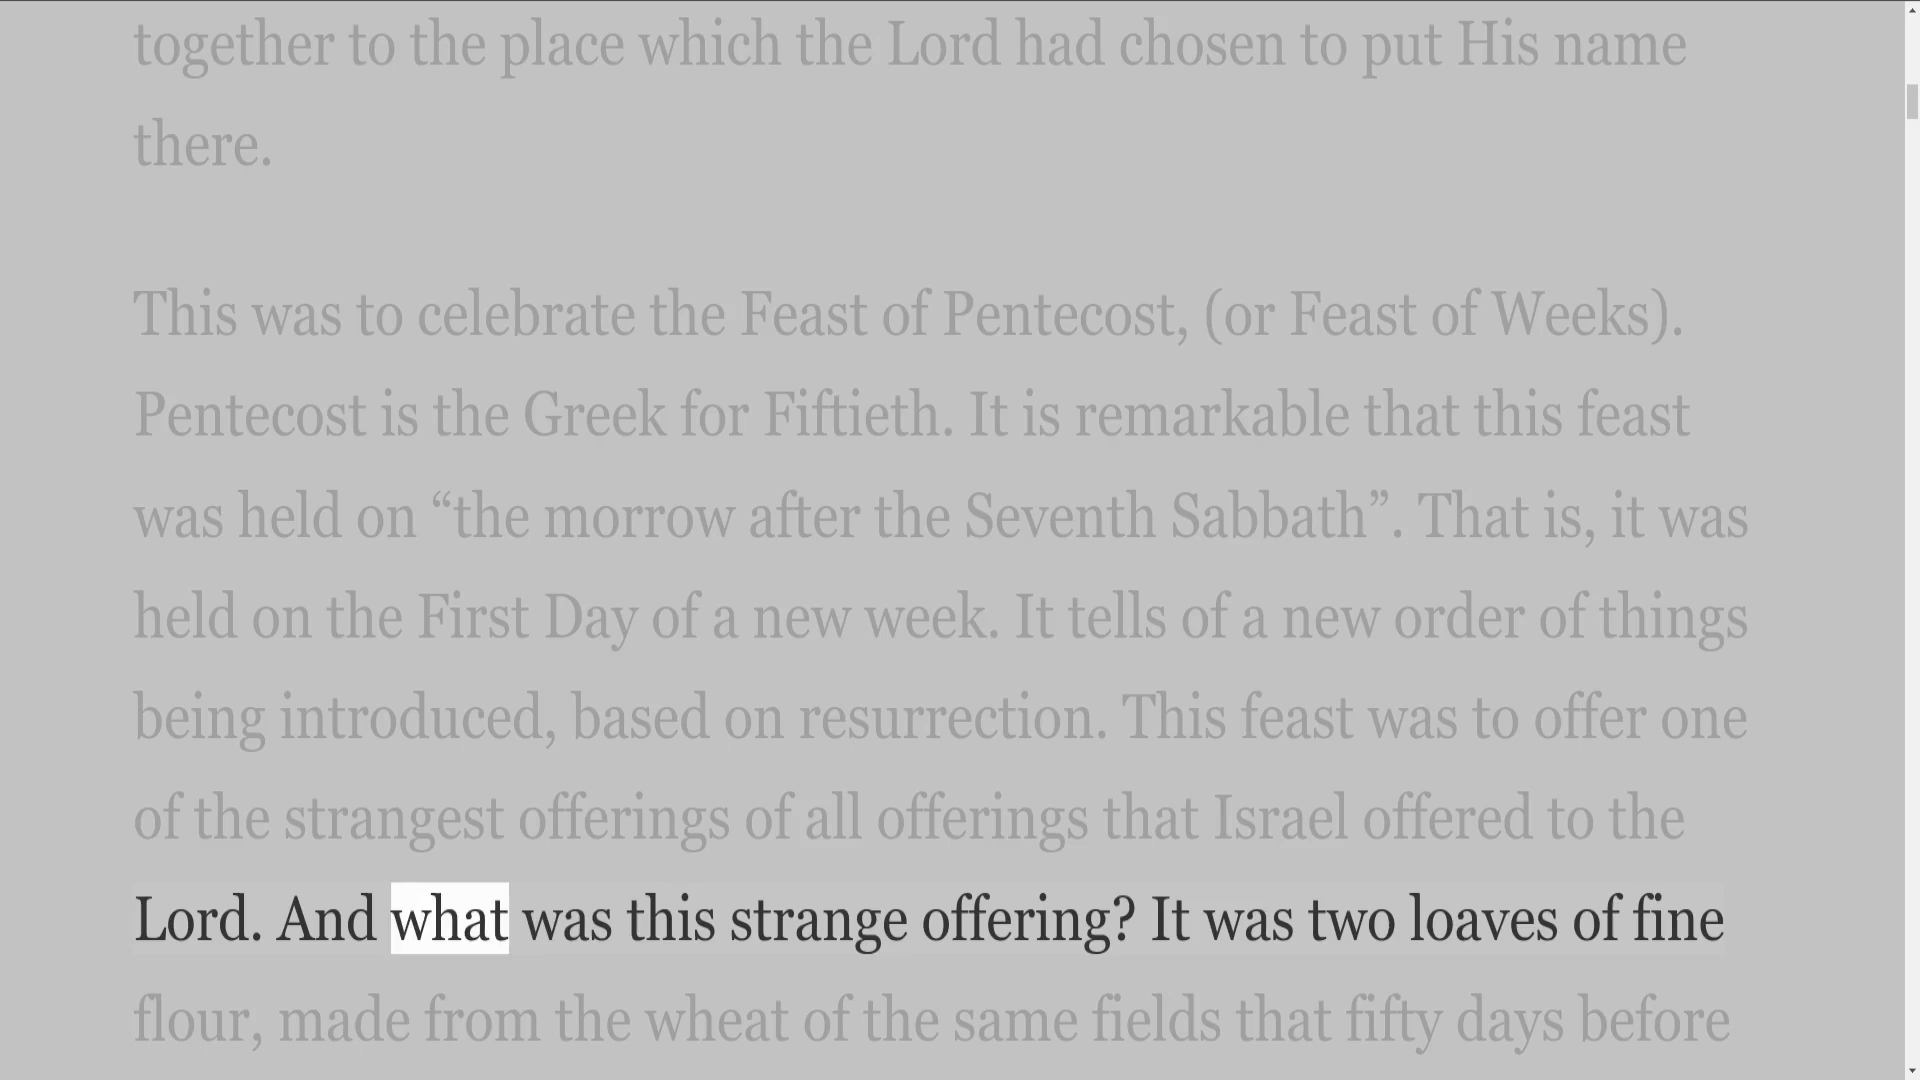 together to the place which the Lord had chosen to put His name
there.
This was to celebrate the Feast of Pentecost, (or Feast of Weeks).
Pentecost is the Greek for Fiftieth. It is remarkable that this feast
was held on “the morrow after the Seventh Sabbath”. That is, it was
held on the First Day of a new week. It tells of a new order of things
being introduced, based on resurrection. This feast was to offer one
of the strangest offerings of all offerings that Israel offered to the
Lord. And what was this strange offering? It was two loaves of fine
flour, made from the wheat of the same fields that fifty days before